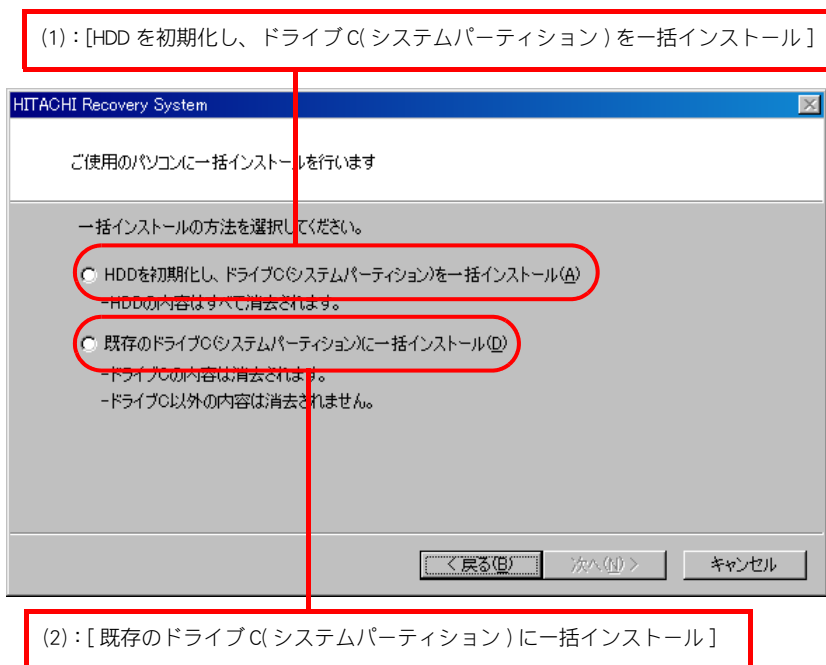 (1)：[HDD を初期化し、ドライブ C( システムパーティション ) を一括インストール ]
HITACHI Recovery System
ご使用のパソコンに一括インストールを行います
一括インストールの方法を選択してください。
HDDを初期化し、ドライブC(システムパーティション)を一括インストール(A)
-HDDの内容はすべて消去されます。
既存のドライブC(システムパーティション)に一括インストール(D)
-ドライブCの内容は消去されます。
-ドライブC以外の内容は消去されません。
< 戻る(B)
次へ(N) >
キャンセル
(2)：[ 既存のドライブ C( システムパーティション ) に一括インストール ]